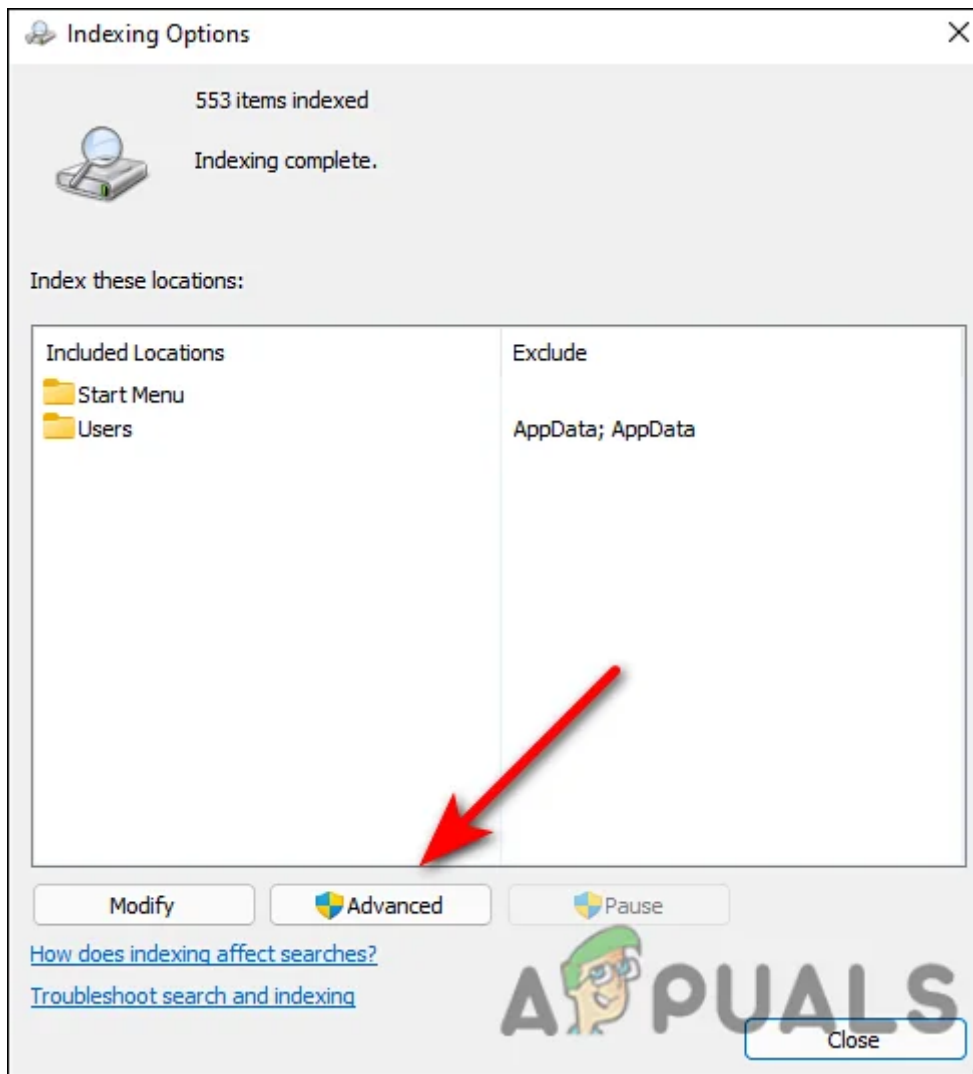 Indexing Options
553 items indexed
Indexing complete.
Index these locations:
Included Locations Exclude
Start Menu
Users AppData; AppData
Modify Advanced Pause
How does indexing affect searches?
Troubleshoot search and indexing
APPUALS
Close